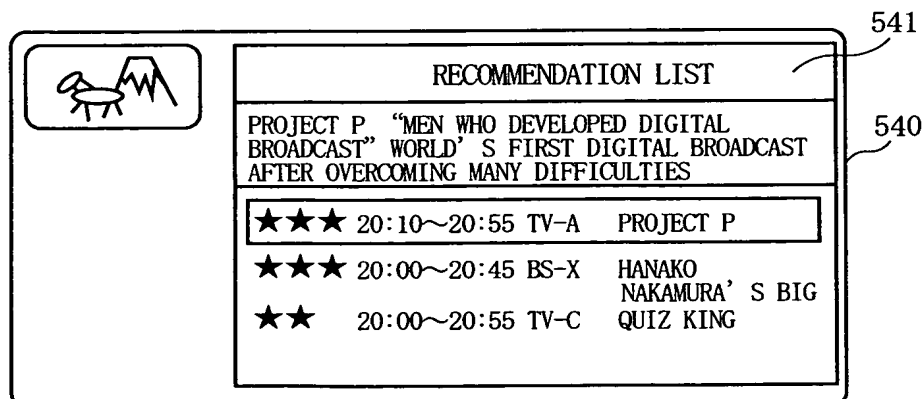 541
RECOMMENDATION LIST
540
PROJECT P “MEN WHO DEVELOPED DIGITAL
BROADCAST” WORLD’S FIRST DIGITAL BROADCAST
AFTER OVERCOMING MANY DIFFICULTIES
★★★ 20:10～20:55 TV-A PROJECT P
★★★ 20:00～20:45 BS-X HANAKO
NAKAMURA’S BIG
★★ 20:00～20:55 TV-C QUIZ KING